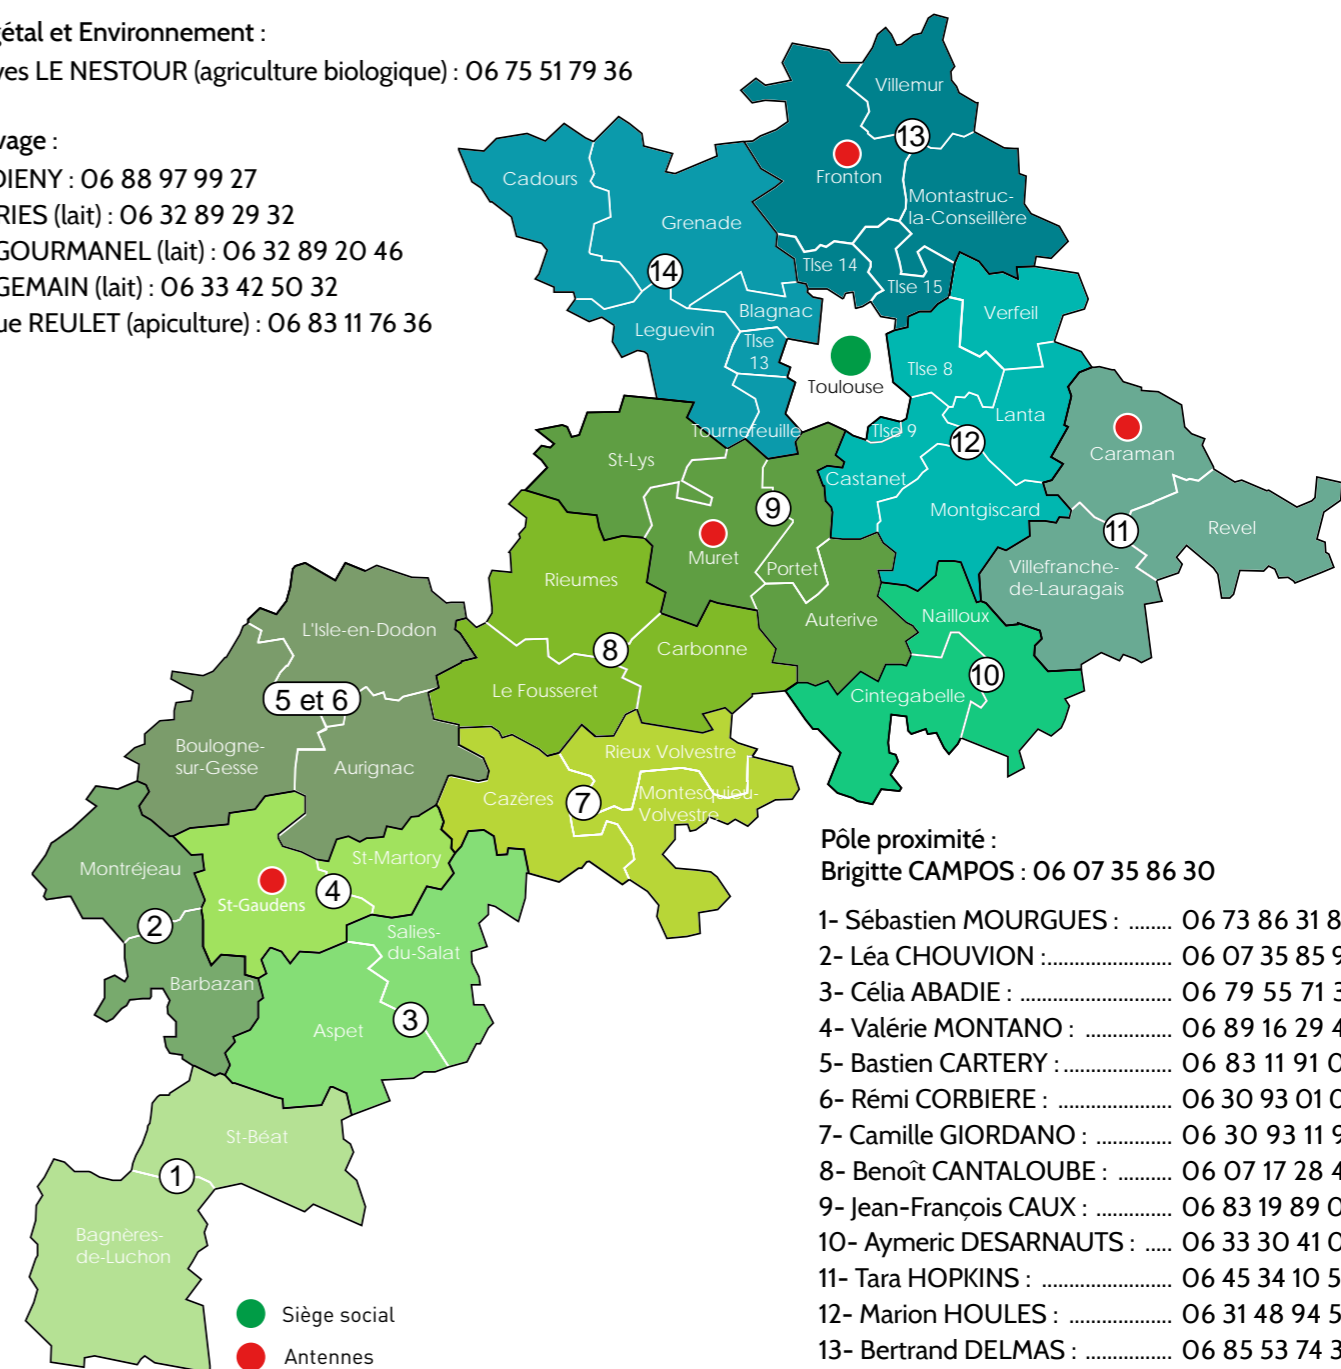 gétal et Environnement :
ves LE NESTOUR (agriculture biologique) : 06 75 51 79 36
vage :
DIENY : 06 88 97 99 27
RIES (lait) : 06 32 89 29 32
GOURMANEL (lait) : 06 32 89 20 46
GEMAIN (lait) : 06 33 42 50 32
ue REULET (apiculture) : 06 83 11 76 36
Villemur
13
Fronton
Cadours
Montastruc-
la-Conseillère
Grenade
Tlse 14
14
Tlse 15
Blagnac
Verfeil
Leguevin
Tlse
13
Toulouse
Tlse 8
Lanta
Tournefeuille
Tlse 9
12
Caraman
St-Lys
Castanet
9
Montgiscard
Muret
11
Revel
Portet
Villefranche-
de-Lauragais
Rieumes
Auterive
Nailloux
L'Isle-en-Dodon
8
Carbonne
10
Le Fousseret
Cintegabelle
5 et 6
Boulogne-
sur-Gesse
Aurignac
Rieux Volvestre
Cazères
7
Montesquieu-
Volvestre
Montréjeau
St-Martory
St-Gaudens
4
2
Salies-
du-Salat
Barbazan
Aspet
3
St-Béat
1
Bagnères-
de-Luchon
Siège social
Antennes
Pôle proximité :
Brigitte CAMPOS : 06 07 35 86 30
1- Sébastien MOURGUES : ........ 06 73 86 31 8
2- Léa CHOUVION :....................... 06 07 35 85 9
3- Célia ABADIE : ............................ 06 79 55 71 3
4- Valérie MONTANO : .................. 06 89 16 29 4
5- Bastien CARTERY : .................... 06 83 11 91 0
6- Rémi CORBIERE : ..................... 06 30 93 01 0
7- Camille GIORDANO : .............. 06 30 93 11 9
8- Benoît CANTALOUBE : .......... 06 07 17 28 4
9- Jean-François CAUX : .............. 06 83 19 89 0
10- Aymeric DESARNAUTS : ..... 06 33 30 41 0
11- Tara HOPKINS : ........................ 06 45 34 10 5
12- Marion HOULES : ................... 06 31 48 94 5
13- Bertrand DELMAS : ................ 06 85 53 74 3